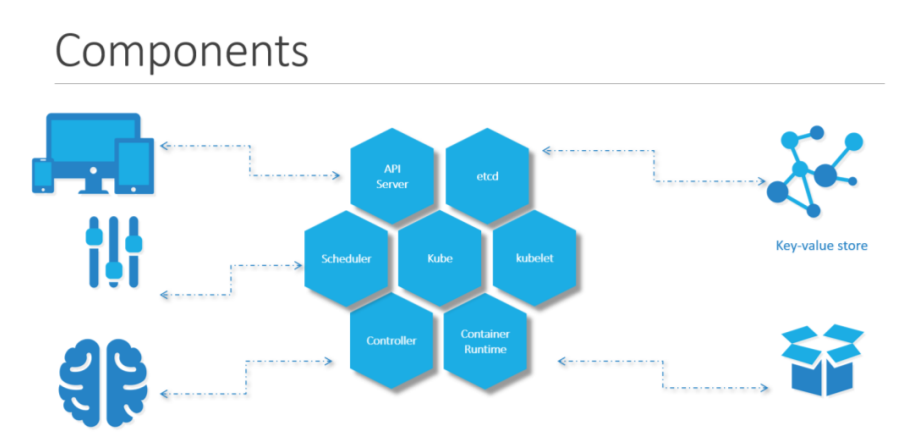 Components
API
Server
etcd
Key-value store
Scheduler
Kube
kubelet
Controller
Container
Runtime